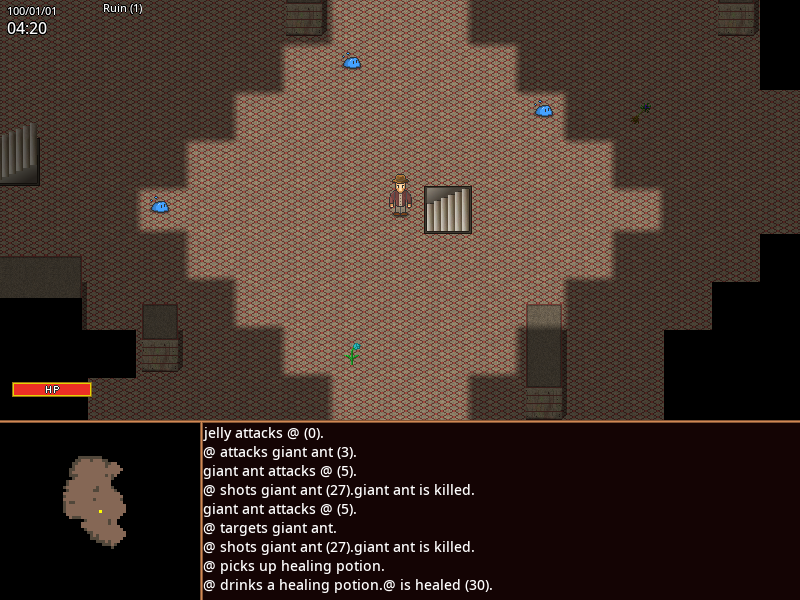 100/01/01
Ruin (1)
04:20
HP
jelly attacks @ (0).
@ attacks giant ant (3).
giant ant attacks @ (5).
@ shots giant ant (27).giant ant is killed.
giant ant attacks @ (5).
@ targets giant ant.
@ shots giant ant (27).giant ant is killed.
@ picks up healing potion.
@ drinks a healing potion.@ is healed (30).